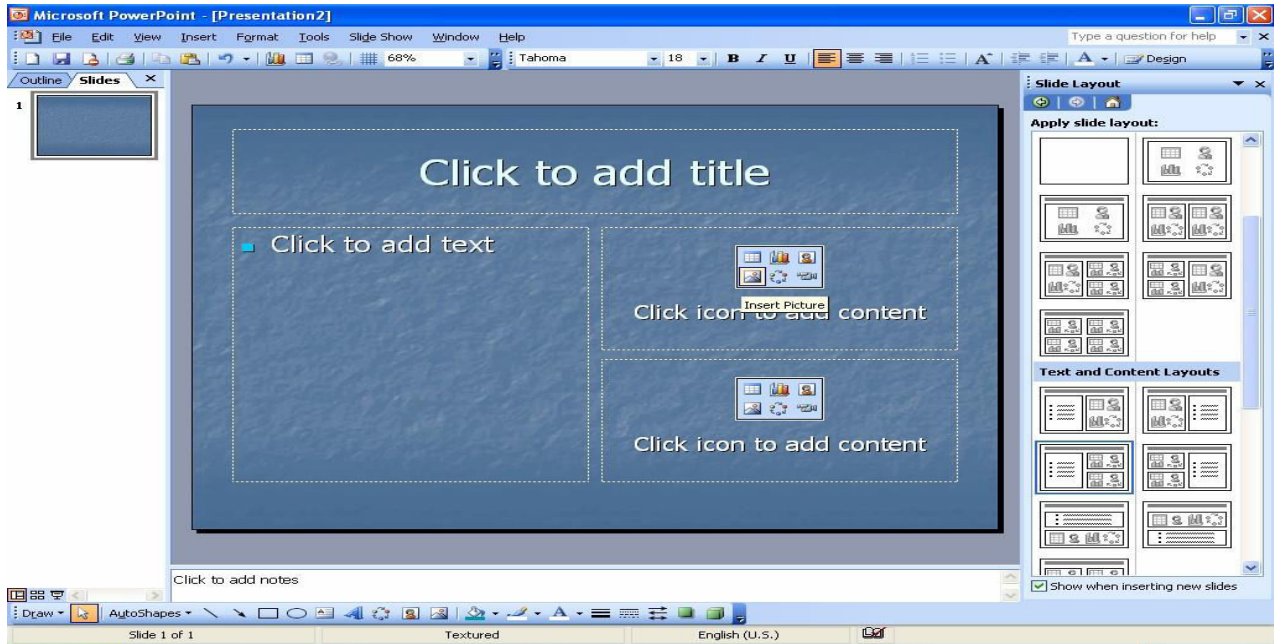 Microsoft PowerPoint - [Presentation2]
File Edit View Insert Format Tools Slide Show Window Help
Type a question for help
68% Tahoma 18 B I U A A Design
Outline Slides
Slide Layout
1
Apply slide layout:
Click to add title
Click to add text
Insert Picture
Click icon to add content
Text and Content Layouts
Click icon to add content
Click to add notes
Show when inserting new slides
Draw AutoShapes A
Slide 1 of 1 Textured English (U.S.)